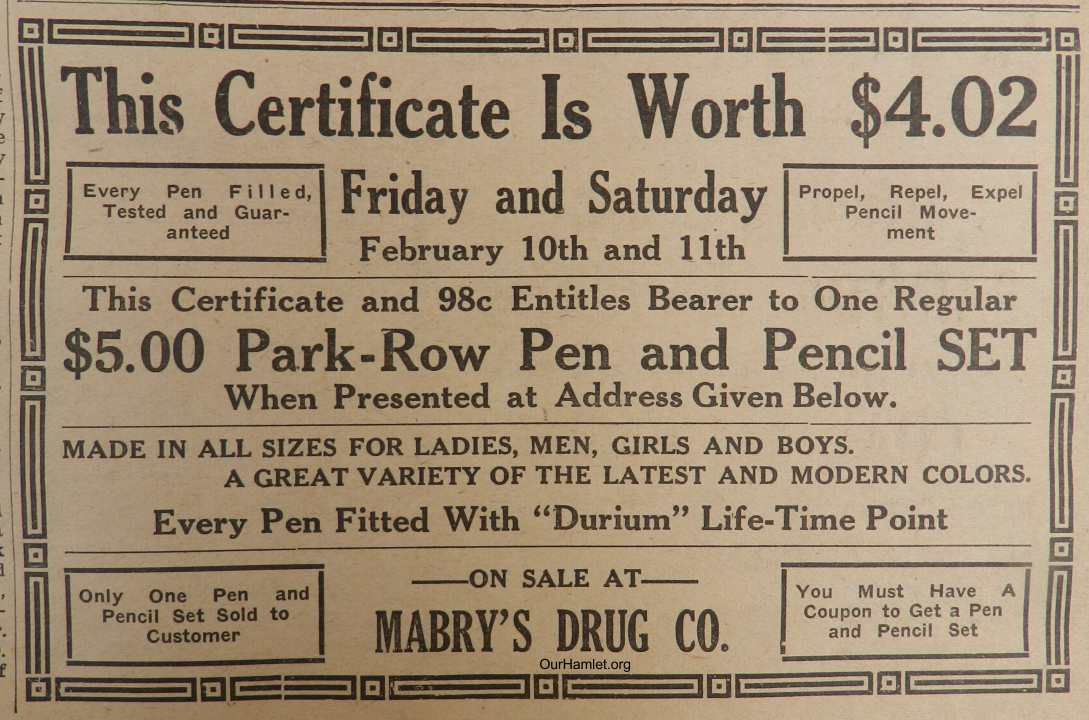 This Certificate Is Worth $4.02
Every Pen Filled,
Tested and Guar-
anteed
Friday and Saturday
February 10th and 11th
Propel, Repel, Expel
Pencil Move-
ment
This Certificate and 98c Entitles Bearer to One Regular
$5.00 Park-Row Pen and Pencil SET
When Presented at Address Given Below.
MADE IN ALL SIZES FOR LADIES, MEN, GIRLS AND BOYS.
A GREAT VARIETY OF THE LATEST AND MODERN COLORS.
Every Pen Fitted With “Durium” Life-Time Point
Only One Pen and
Pencil Set Sold to
Customer
——ON SALE AT——
MABRY'S DRUG CO.
You Must Have A
Coupon to Get a Pen
and Pencil Set
OurHamlet.org